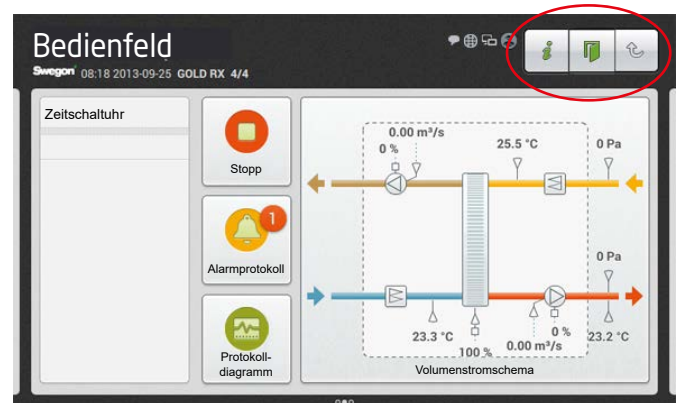 Bedienfeld
Swegon 08:18 2013-09-25 GOLD RX 4/4
Zeitschaltuhr
Stopp
1
Alarmprotokoll
Protokoll-
diagramm
0.00 m³/s
0 %
25.5 °C
0 Pa
0 Pa
23.3 °C
100 %
0.00 m³/s
0 %
23.2 °C
Volumenstromschema